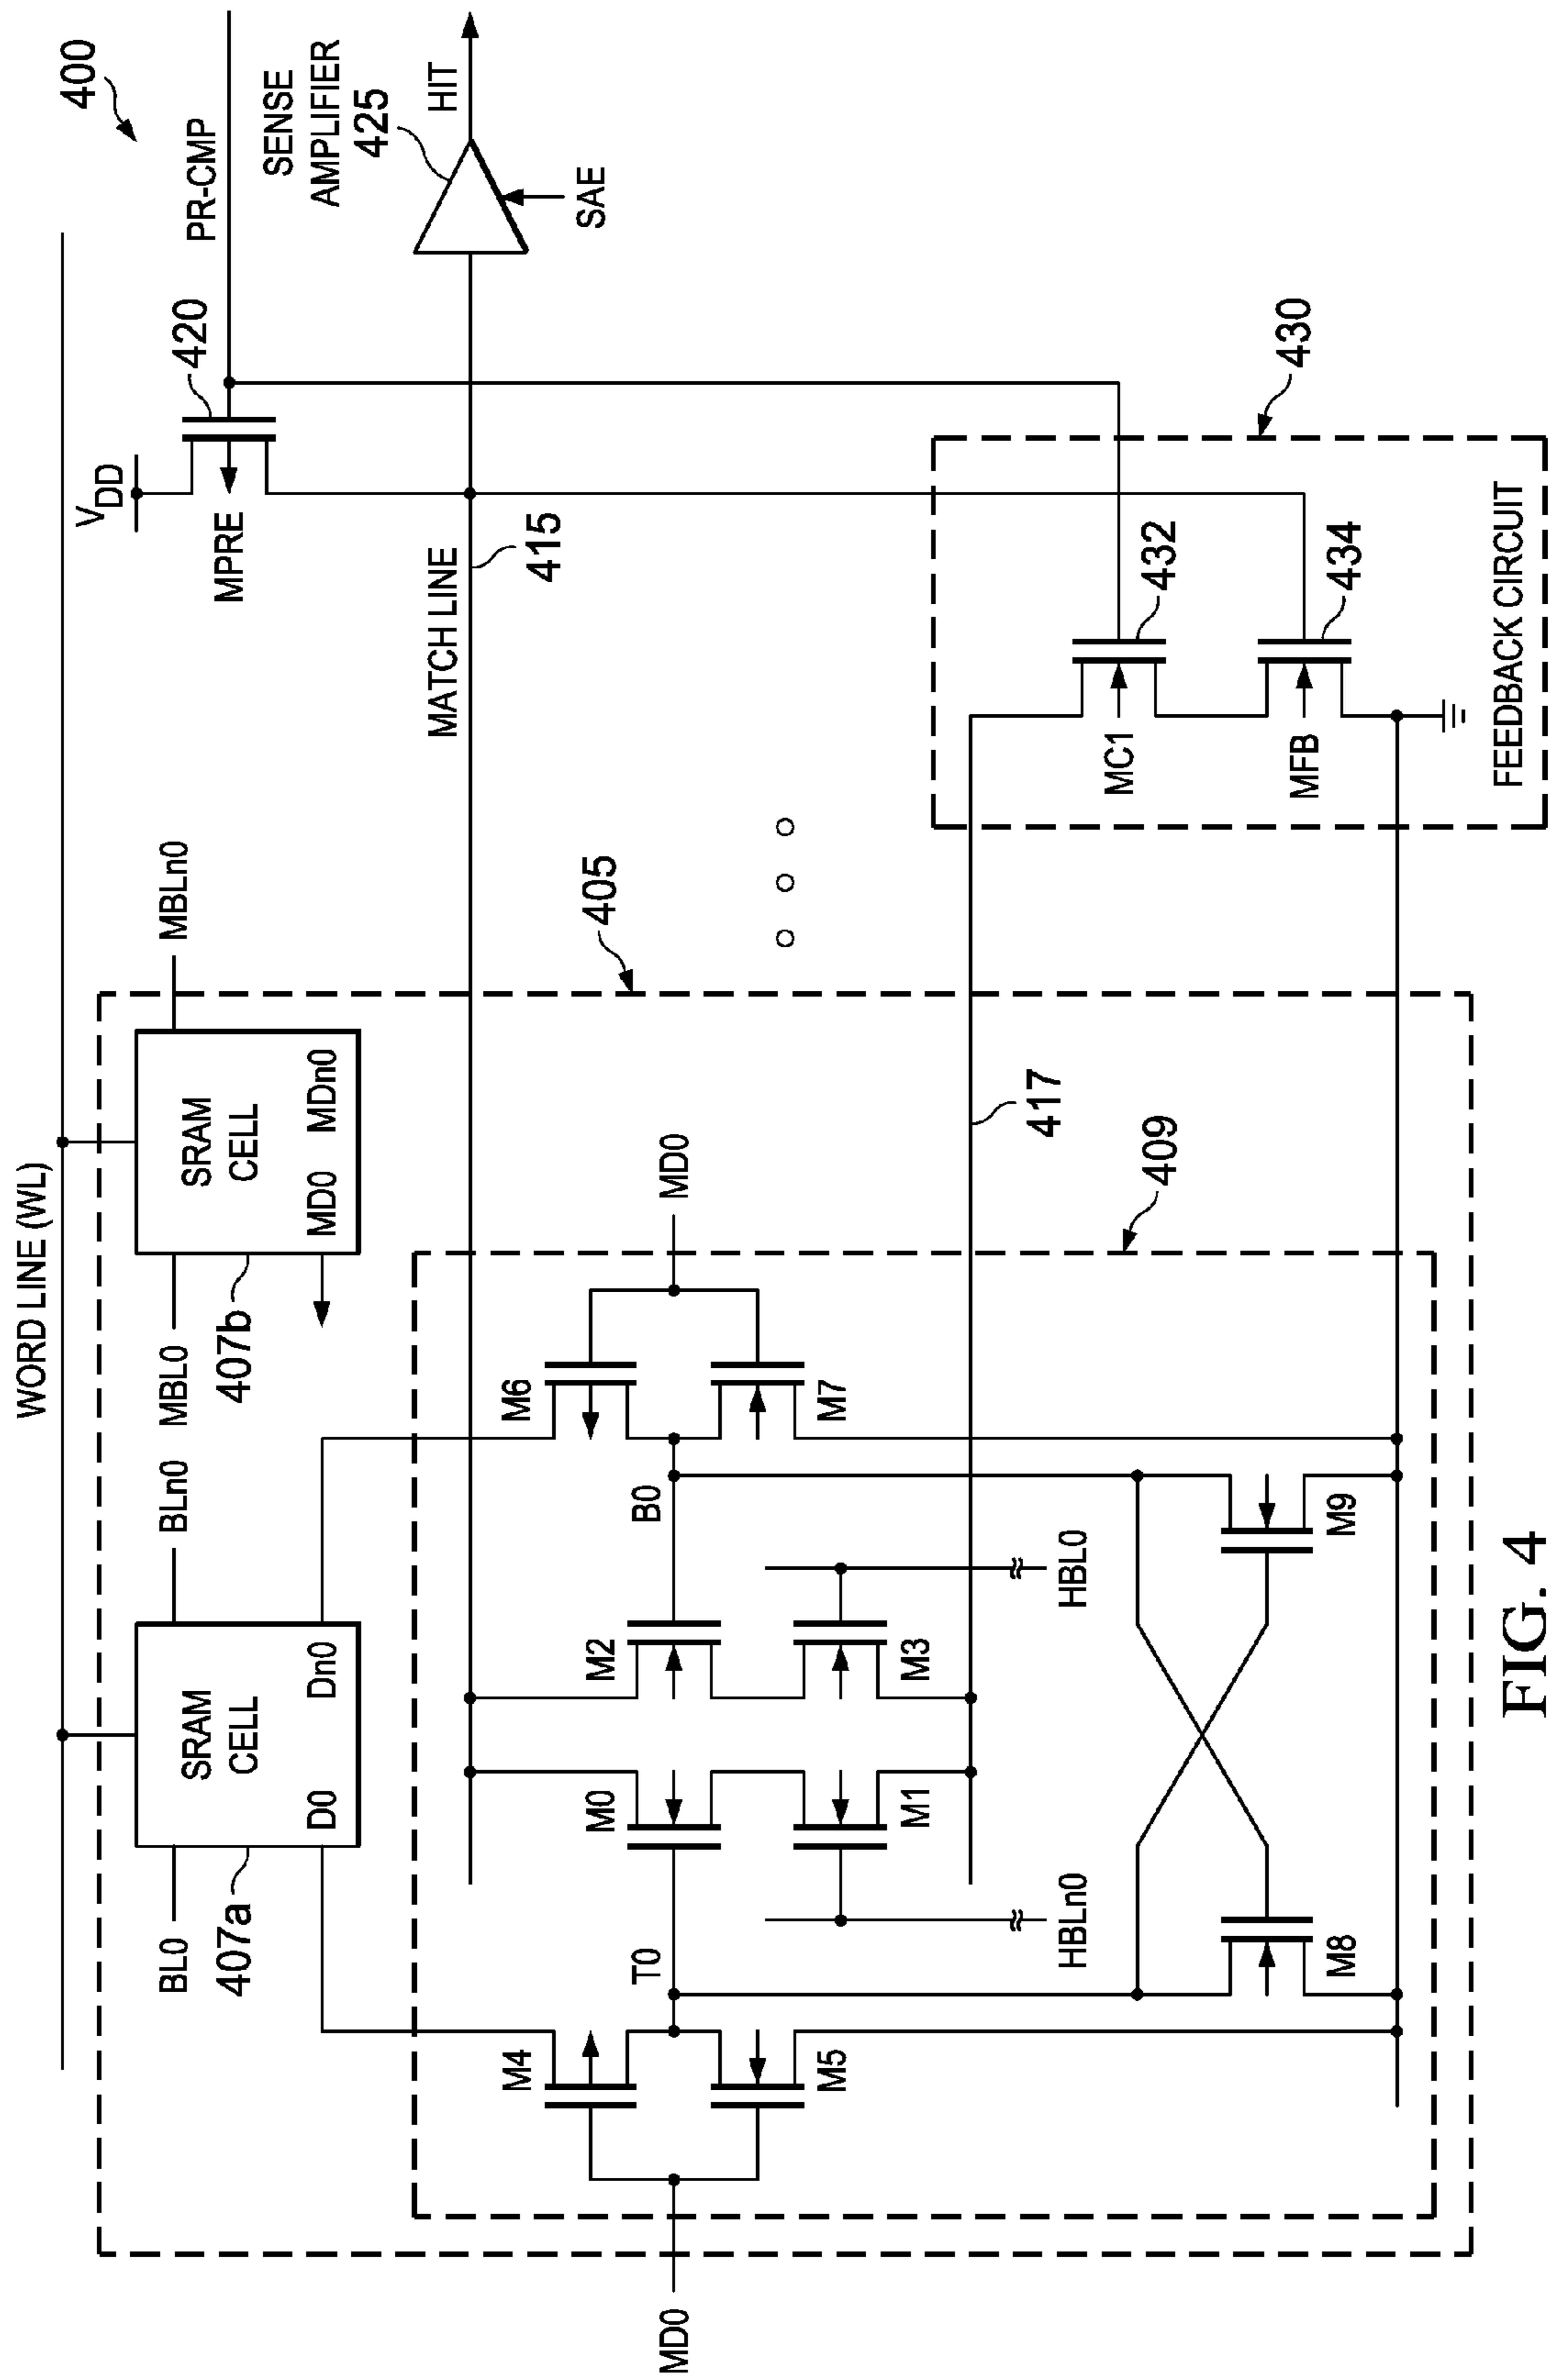 400
WORD LINE (WL)
VDD
420
PR-CMP
MPRE
BL0
BLn0
MBL0
MBLn0
SRAM
CELL
D0
Dn0
SRAM
CELL
MD0
MDn0
407a
407b
405
MATCH LINE
415
SENSE
AMPLIFIER
425
HIT
SAE
M4
M5
M6
M7
MD0
MD0
T0
B0
M0
M1
M2
M3
HBLn0
HBL0
417
409
M8
M9
MC1
432
MFB
434
430
FEEDBACK CIRCUIT
FIG. 4